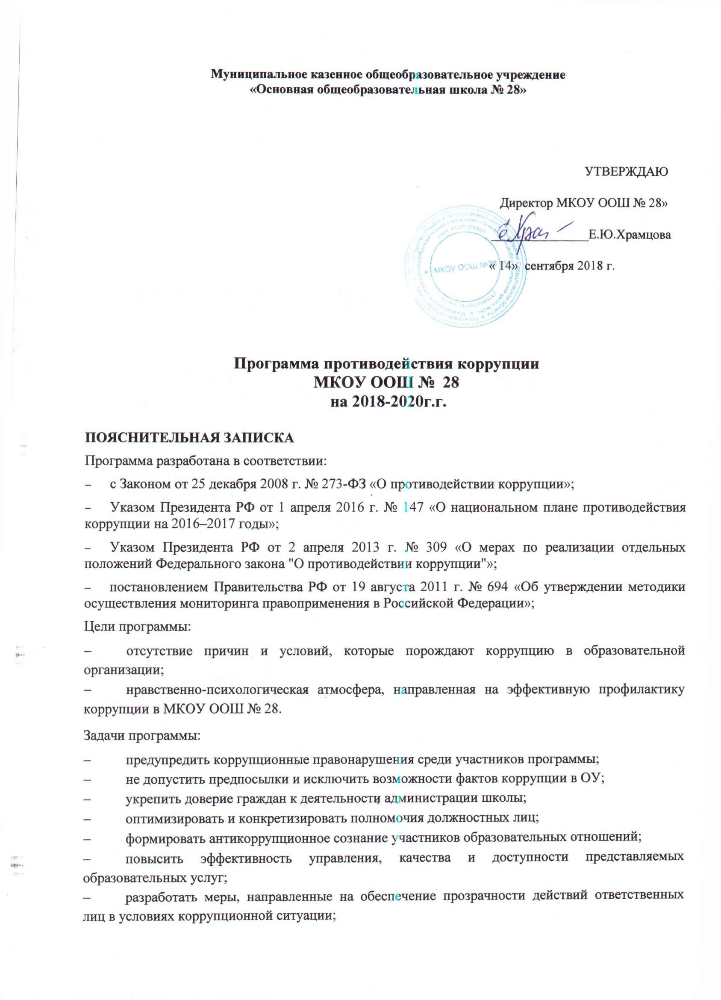 Муниципальное казенное общеобразовательное учреждение
«Основная общеобразовательная школа № 28»
УТВЕРЖДАЮ
Директор МКОУ ООШ № 28»
Е.Ю.Храмцова
« 14» сентября 2018 г.
МКОУ ООШ №28
Программа противодействия коррупции
МКОУ ООШ № 28
на 2018-2020г.г.
ПОЯСНИТЕЛЬНАЯ ЗАПИСКА
Программа разработана в соответствии:
– с Законом от 25 декабря 2008 г. № 273-ФЗ «О противодействии коррупции»;
– Указом Президента РФ от 1 апреля 2016 г. № 147 «О национальном плане противодействия
коррупции на 2016–2017 годы»;
– Указом Президента РФ от 2 апреля 2013 г. № 309 «О мерах по реализации отдельных
положений Федерального закона "О противодействии коррупции"»;
– постановлением Правительства РФ от 19 августа 2011 г. № 694 «Об утверждении методики
осуществления мониторинга правоприменения в Российской Федерации»;
Цели программы:
– отсутствие причин и условий, которые порождают коррупцию в образовательной
организации;
– нравственно-психологическая атмосфера, направленная на эффективную профилактику
коррупции в МКОУ ООШ № 28.
Задачи программы:
– предупредить коррупционные правонарушения среди участников программы;
– не допустить предпосылки и исключить возможности фактов коррупции в ОУ;
– укрепить доверие граждан к деятельности администрации школы;
– оптимизировать и конкретизировать полномочия должностных лиц;
– формировать антикоррупционное сознание участников образовательных отношений;
– повысить эффективность управления, качества и доступности представляемых
образовательных услуг;
– разработать меры, направленные на обеспечение прозрачности действий ответственных
лиц в условиях коррупционной ситуации;